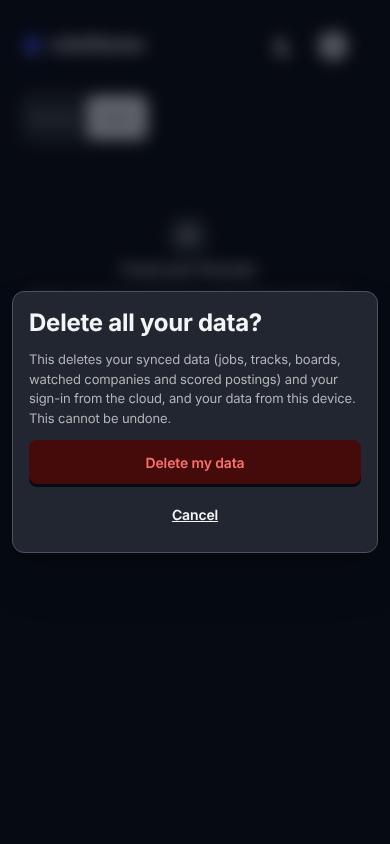 Delete all your data?
This deletes your synced data (jobs, tracks, boards,
watched companies and scored postings) and your
sign-in from the cloud, and your data from this device.
This cannot be undone.
Delete my data
Cancel